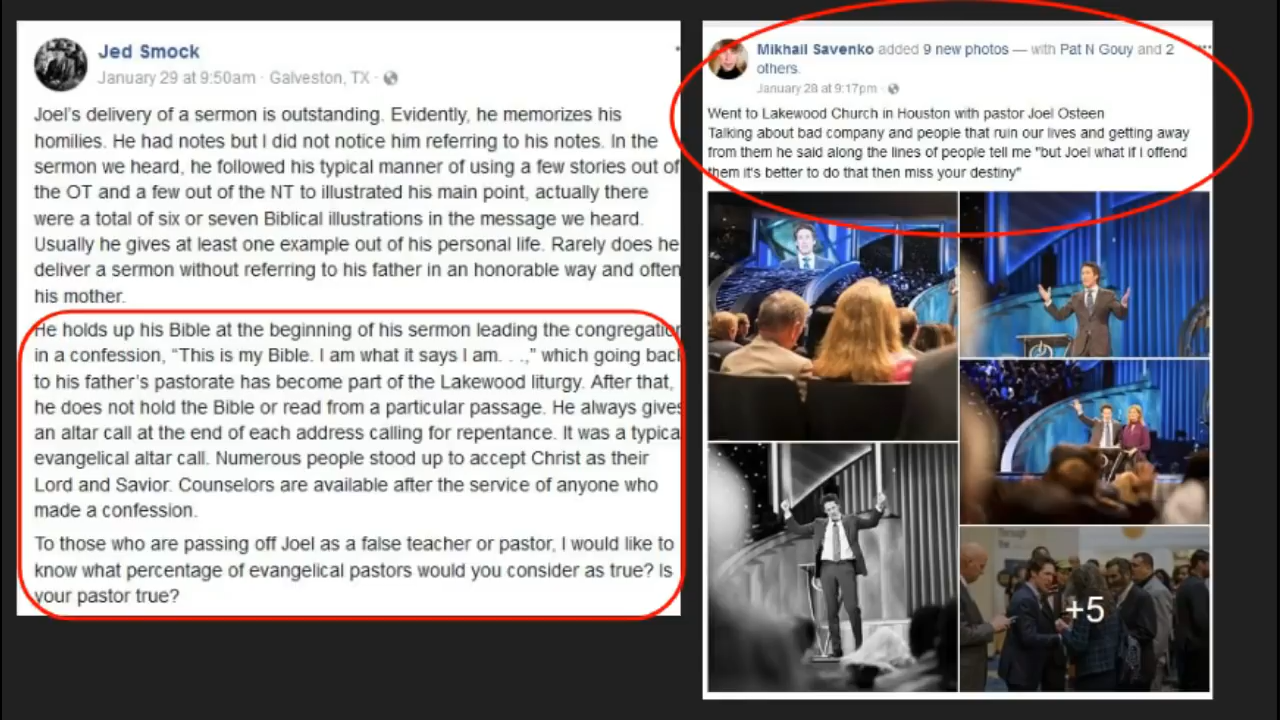 Jed Smock
January 29 at 9:50am · Galveston, TX ·
Joel's delivery of a sermon is outstanding. Evidently, he memorizes his
homilies. He had notes but I did not notice him referring to his notes. In the
sermon we heard, he followed his typical manner of using a few stories out of
the OT and a few out of the NT to illustrated his main point, actually there
were a total of six or seven Biblical illustrations in the message we heard.
Usually he gives at least one example out of his personal life. Rarely does he
deliver a sermon without referring to his father in an honorable way and often
his mother.
He holds up his Bible at the beginning of his sermon leading the congregation
in a confession, “This is my Bible. I am what it says I am. . .,” which going back
to his father's pastorate has become part of the Lakewood liturgy. After that,
he does not hold the Bible or read from a particular passage. He always gives
an altar call at the end of each address calling for repentance. It was a typica
evangelical altar call. Numerous people stood up to accept Christ as their
Lord and Savior. Counselors are available after the service of anyone who
made a confession.
To those who are passing off Joel as a false teacher or pastor, I would like to
know what percentage of evangelical pastors would you consider as true? Is
your pastor true?
Mikhail Savenko added 9 new photos — with Pat N Gouy and 2
others.
January 28 at 9:17pm ·
Went to Lakewood Church in Houston with pastor Joel Osteen
Talking about bad company and people that ruin our lives and getting away
from them he said along the lines of people tell me "but Joel what if i offend
them it's better to do that then miss your destiny"
Through
the
+5